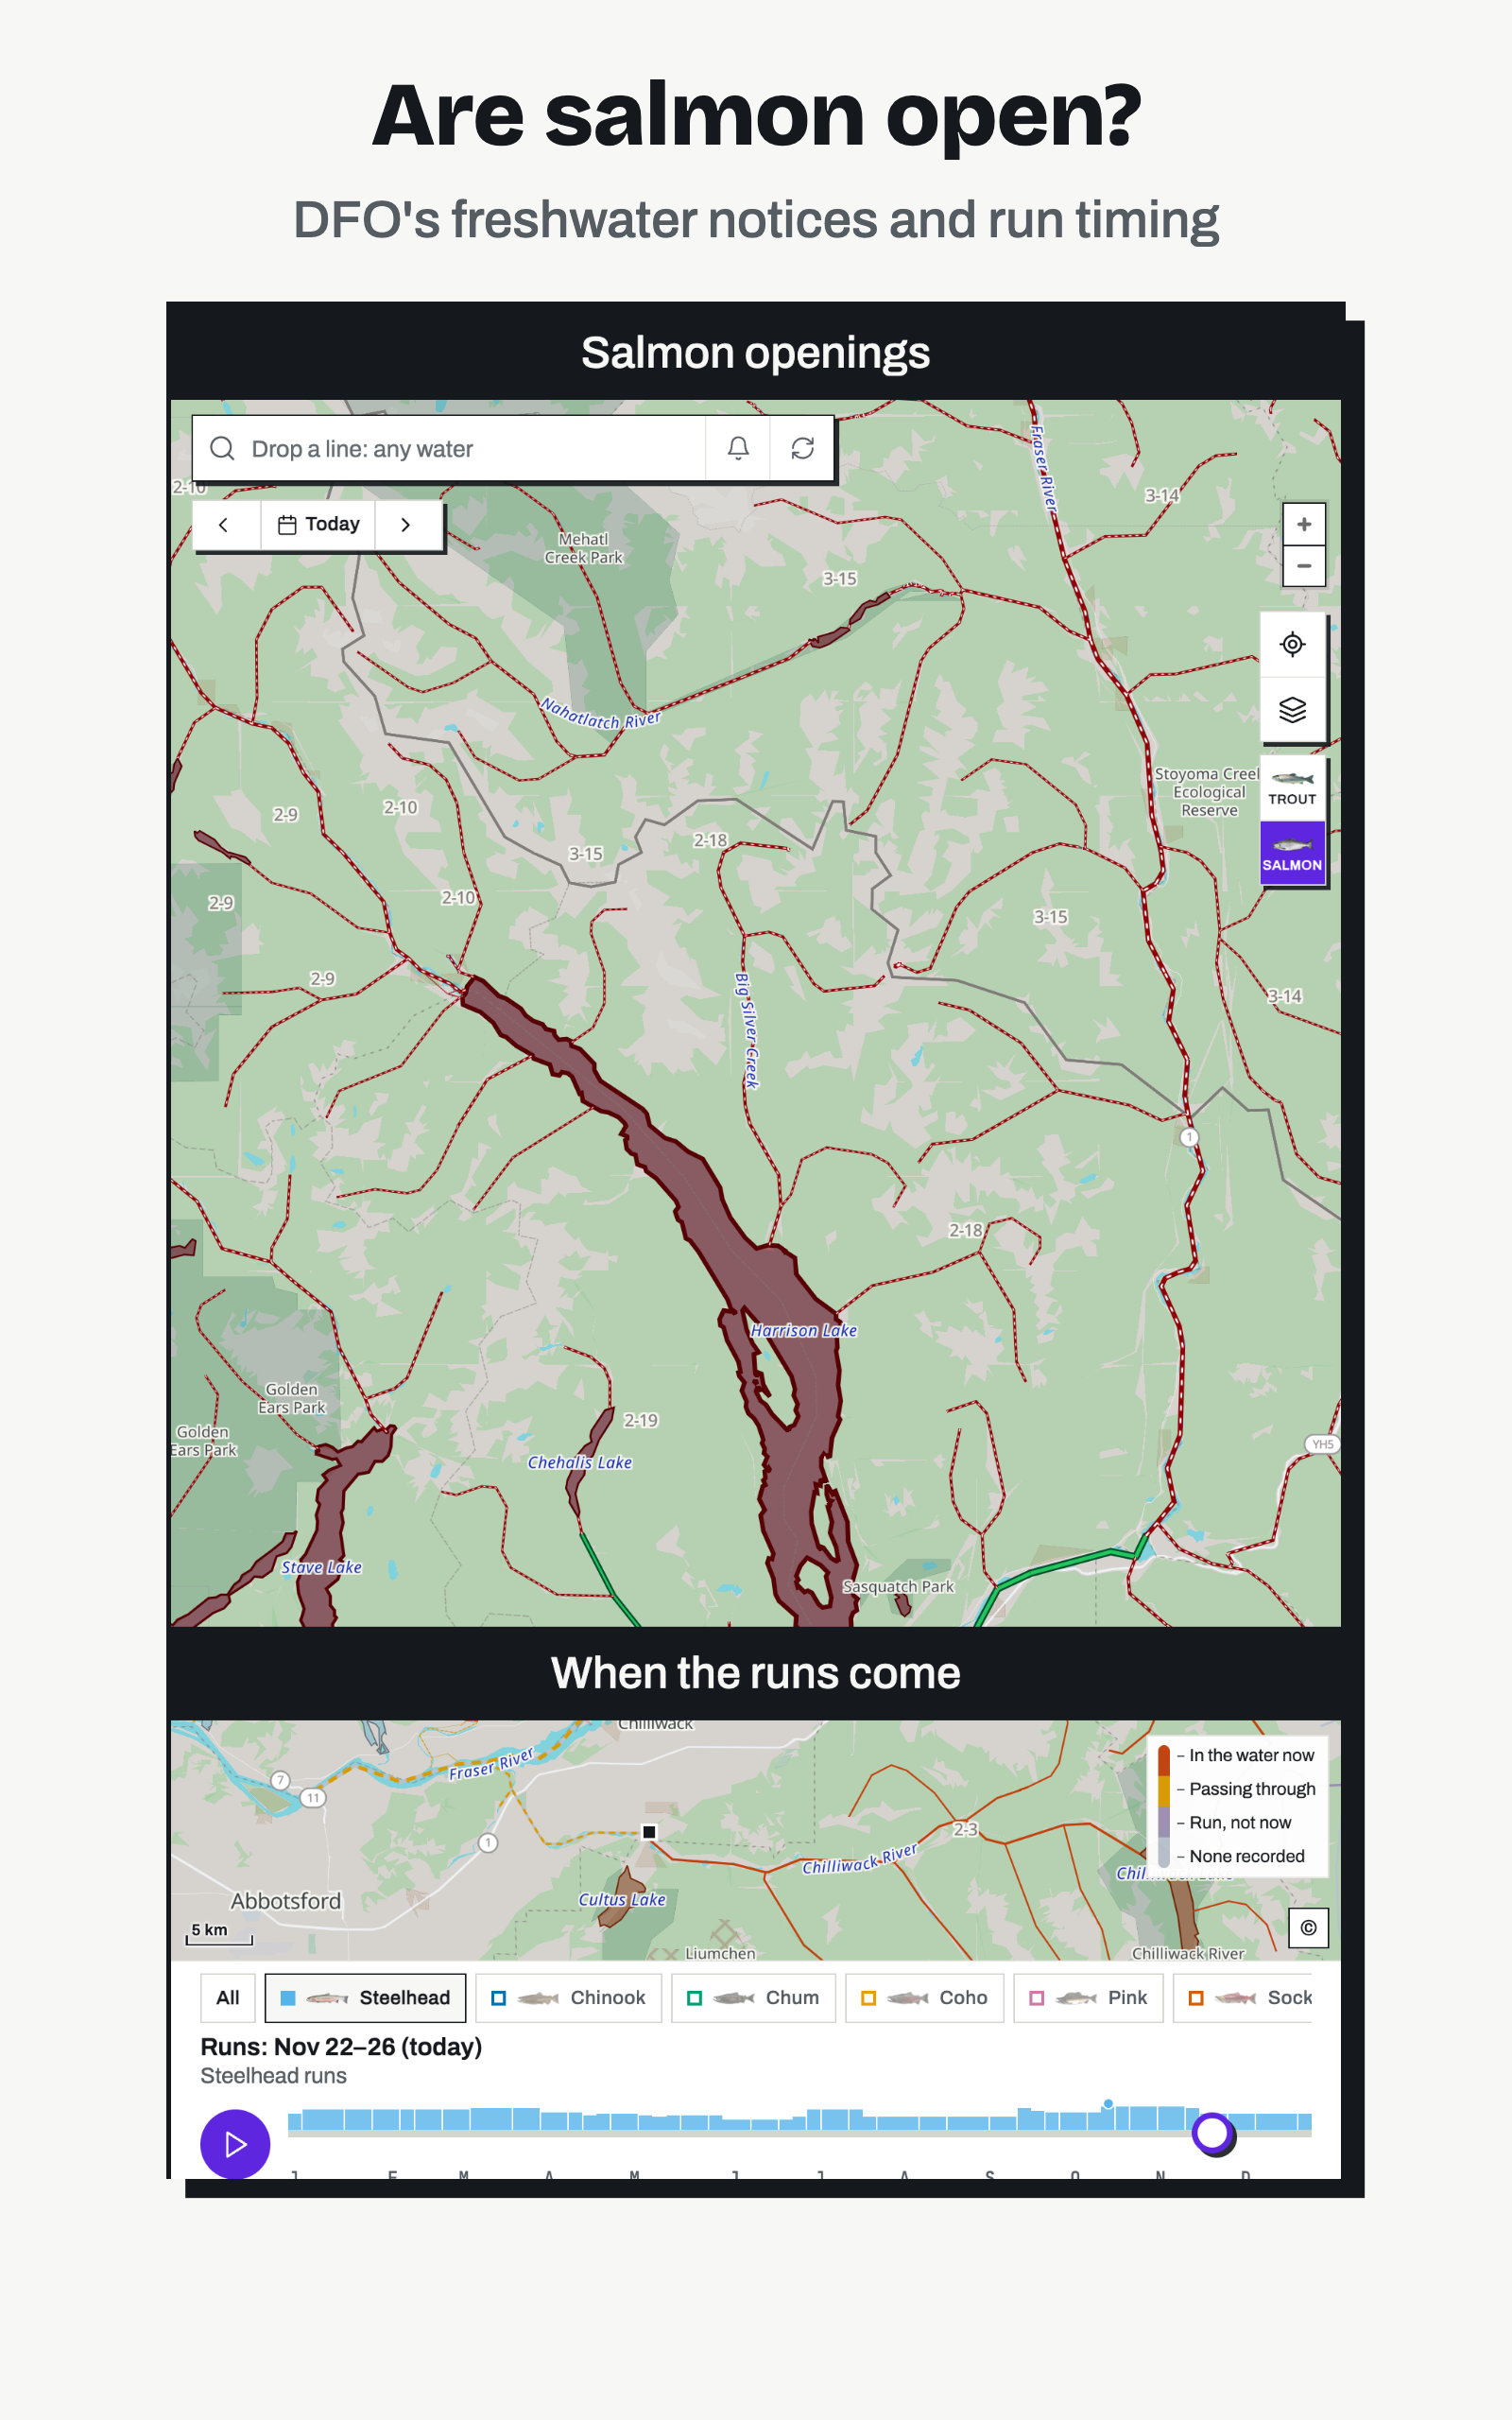 Are salmon open?
DFO's freshwater notices and run timing
Salmon openings
Drop a line: any water
2-10
Today
Fraser River
3-14
Mehatl
Creek Park
3-15
Nahatlatch River
Stoyoma Creek
Ecological
Reserve
TROUT
SALMON
2-9
2-10
3-15
2-18
2-9
2-10
3-15
2-9
Big Silver Creek
3-14
1
2-18
Harrison Lake
Golden
Ears Park
Golden
Ears Park
2-19
Chehalis Lake
YH5
Stave Lake
Sasquatch Park
When the runs come
Chilliwack
Fraser River
7
11
1
2-3
Chilliwack River
In the water now
Passing through
Run, not now
None recorded
Abbotsford
Cultus Lake
5 km
Liumchen
Chilliwack River
©
All
Steelhead
Chinook
Chum
Coho
Pink
Sock
Runs: Nov 22–26 (today)
Steelhead runs
J F M A M J J A S O N D